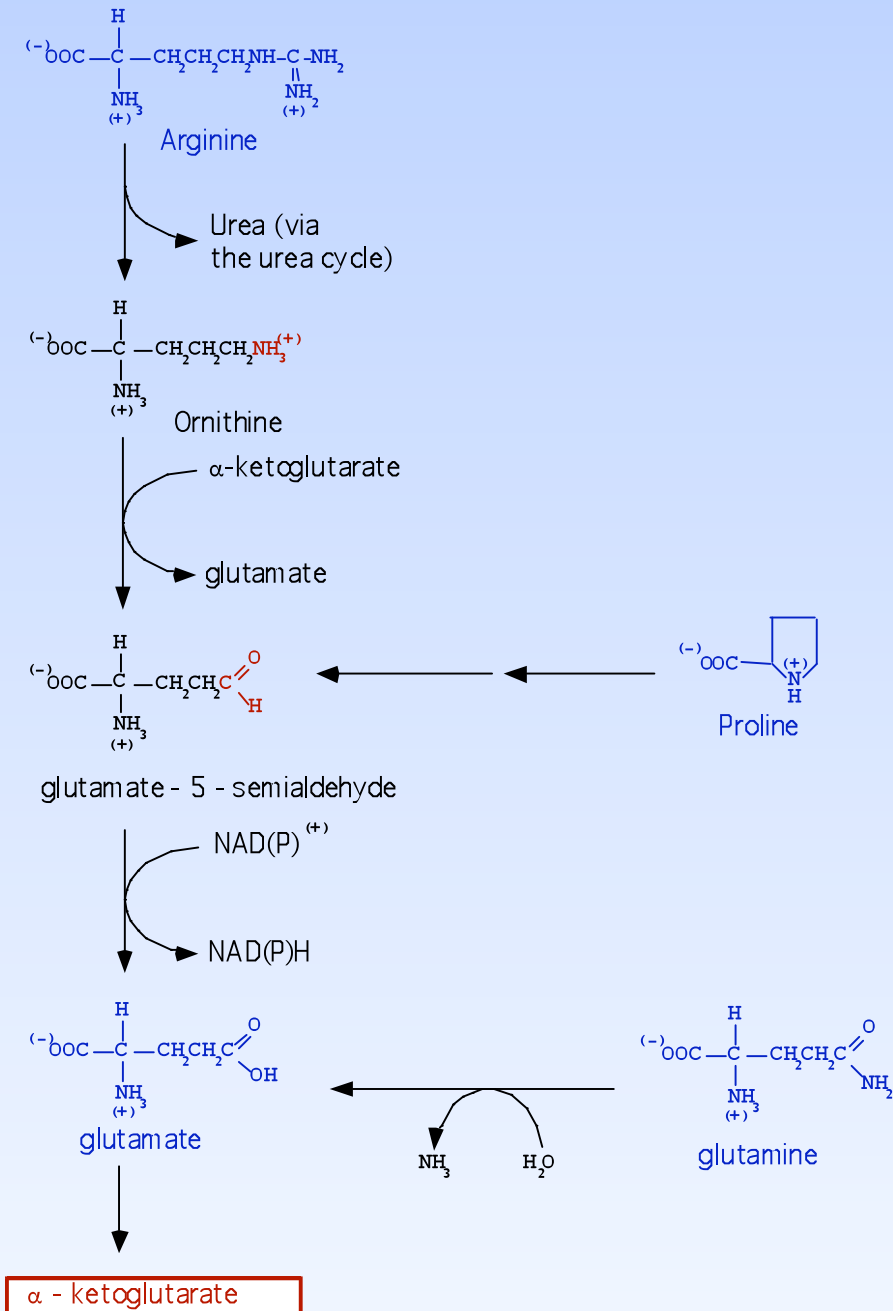 H
(-)OOC—C—CH2CH2CH2NH-C-NH2
NH3 NH2
(+) (+)
Arginine
Urea (via
the urea cycle)
H
(-)OOC—C—CH2CH2CH2NH3(+)
NH3
(+)
Ornithine
α-ketoglutarate
glutamate
H
O
(-)OOC—C—CH2CH2C
H
NH3
(+)
(-)OOC
(+)
N
H
Proline
glutamate - 5 - semialdehyde
NAD(P)(+)
NAD(P)H
H
O
(-)OOC—C—CH2CH2C
OH
NH3
(+)
glutamate
H
O
(-)OOC—C—CH2CH2C
NH2
NH3
(+)
glutamine
NH3 H2O
α - ketoglutarate